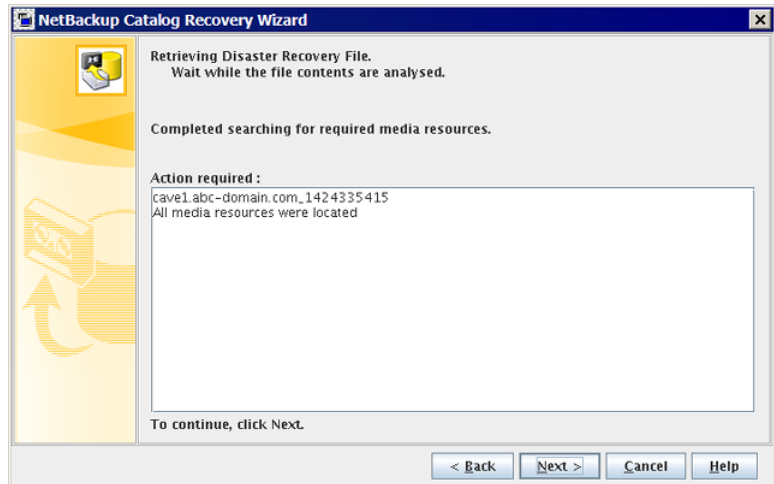 NetBackup Catalog Recovery Wizard
Retrieving Disaster Recovery File.
Wait while the file contents are analysed.
Completed searching for required media resources.
Action required :
cave1.abc-domain.com_1424335415
All media resources were located
To continue, click Next.
< Back Next > Cancel Help